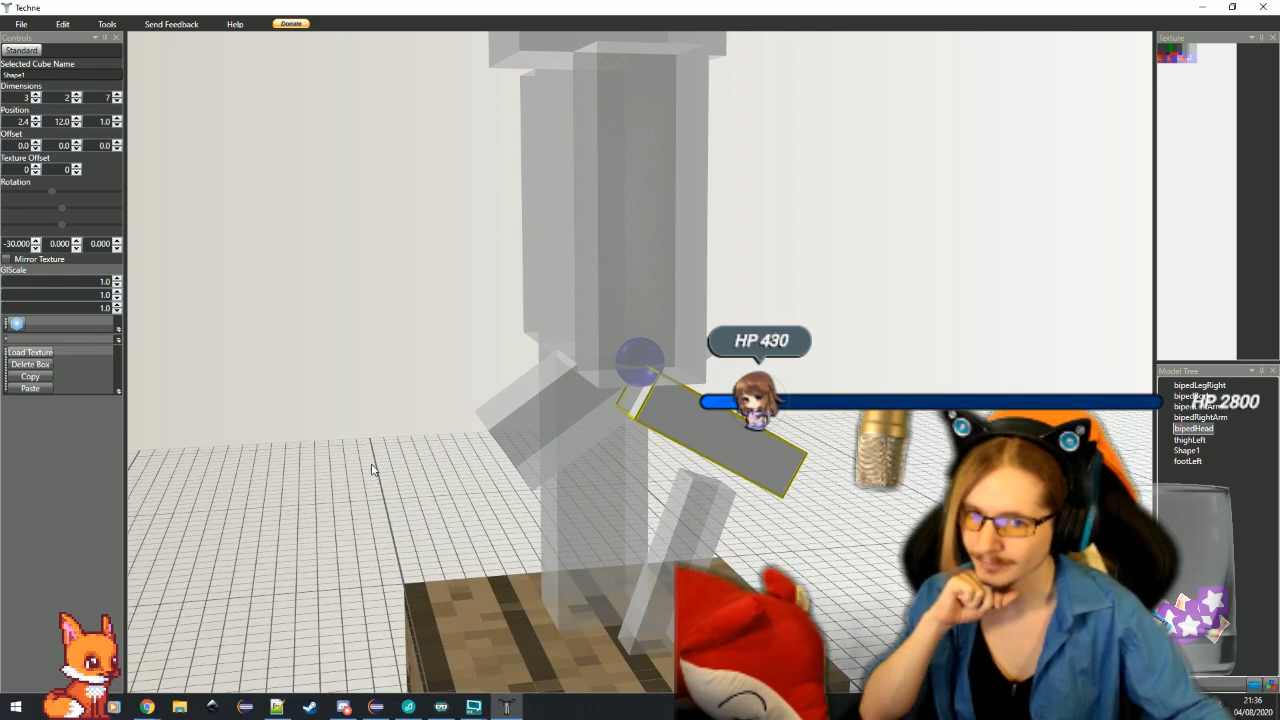 Techne
File Edit Tools Send Feedback Help Donate
Controls
Standard
Selected Cube Name
Shape1
Dimensions
3 2 7
Position
2.4 12.0 1.0
Offset
0.0 0.0 0.0
Texture Offset
0 0
Rotation
-30.000 0.000 0.000
Mirror Texture
GlScale
1.0
1.0
1.0
Load Texture
Delete Box
Copy
Paste
HP 430
HP 2800
Texture
Model Tree
bipedLegRight
bipedRightArm
bipedHead
thighLeft
Shape1
footLeft
21:36
04/08/2020